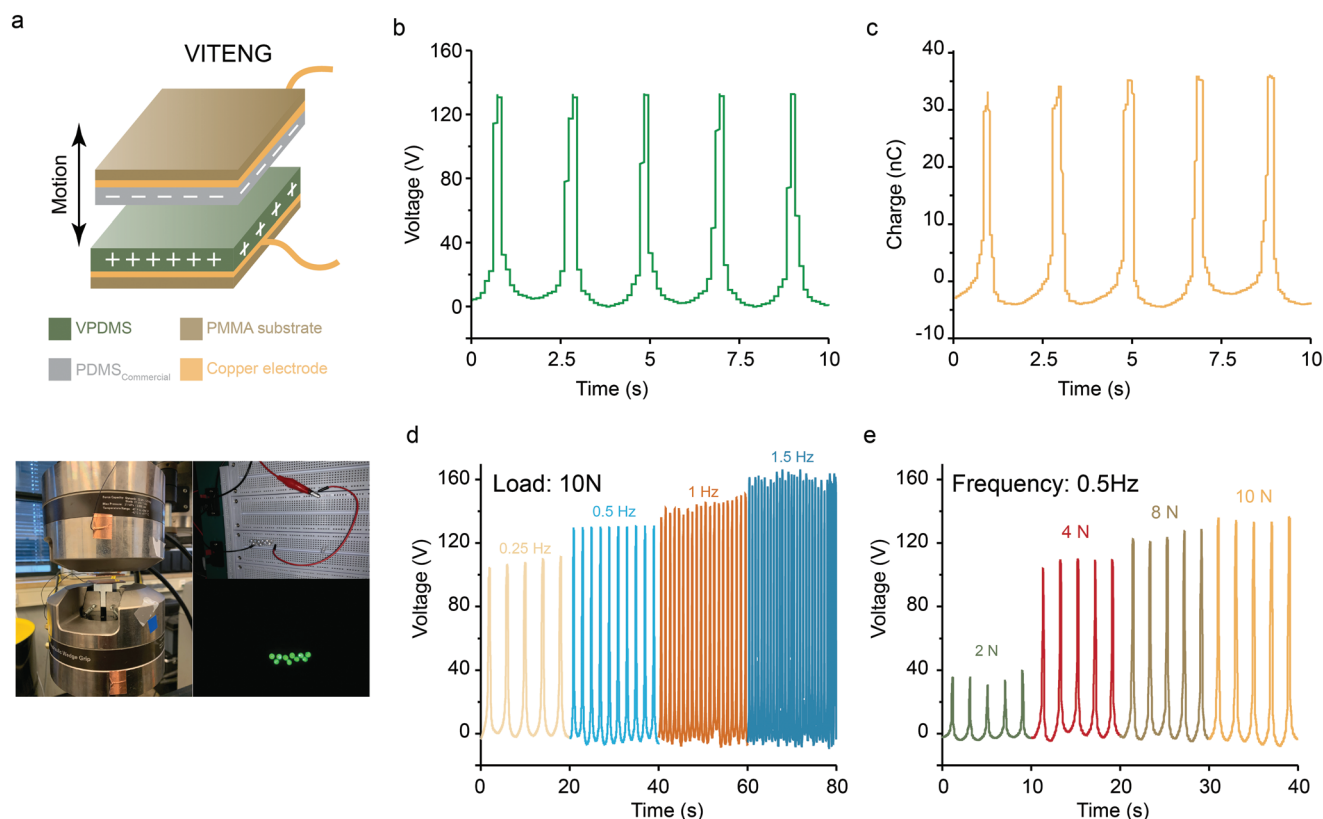 a
VITENG
Motion
VPDMS
PMMA substrate
PDMSCommercial
Copper electrode
b
Voltage (V)
160
120
80
40
0
0
2.5
5
7.5
10
Time (s)
c
Charge (nC)
40
30
20
10
0
-10
0
2.5
5
7.5
10
Time (s)
d
Load: 10N
Voltage (V)
160
120
80
40
0
0.25 Hz
0.5 Hz
1 Hz
1.5 Hz
0
20
40
60
80
Time (s)
e
Frequency: 0.5Hz
Voltage (V)
160
120
80
40
0
2 N
4 N
8 N
10 N
0
10
20
30
40
Time (s)
Wedge Grip